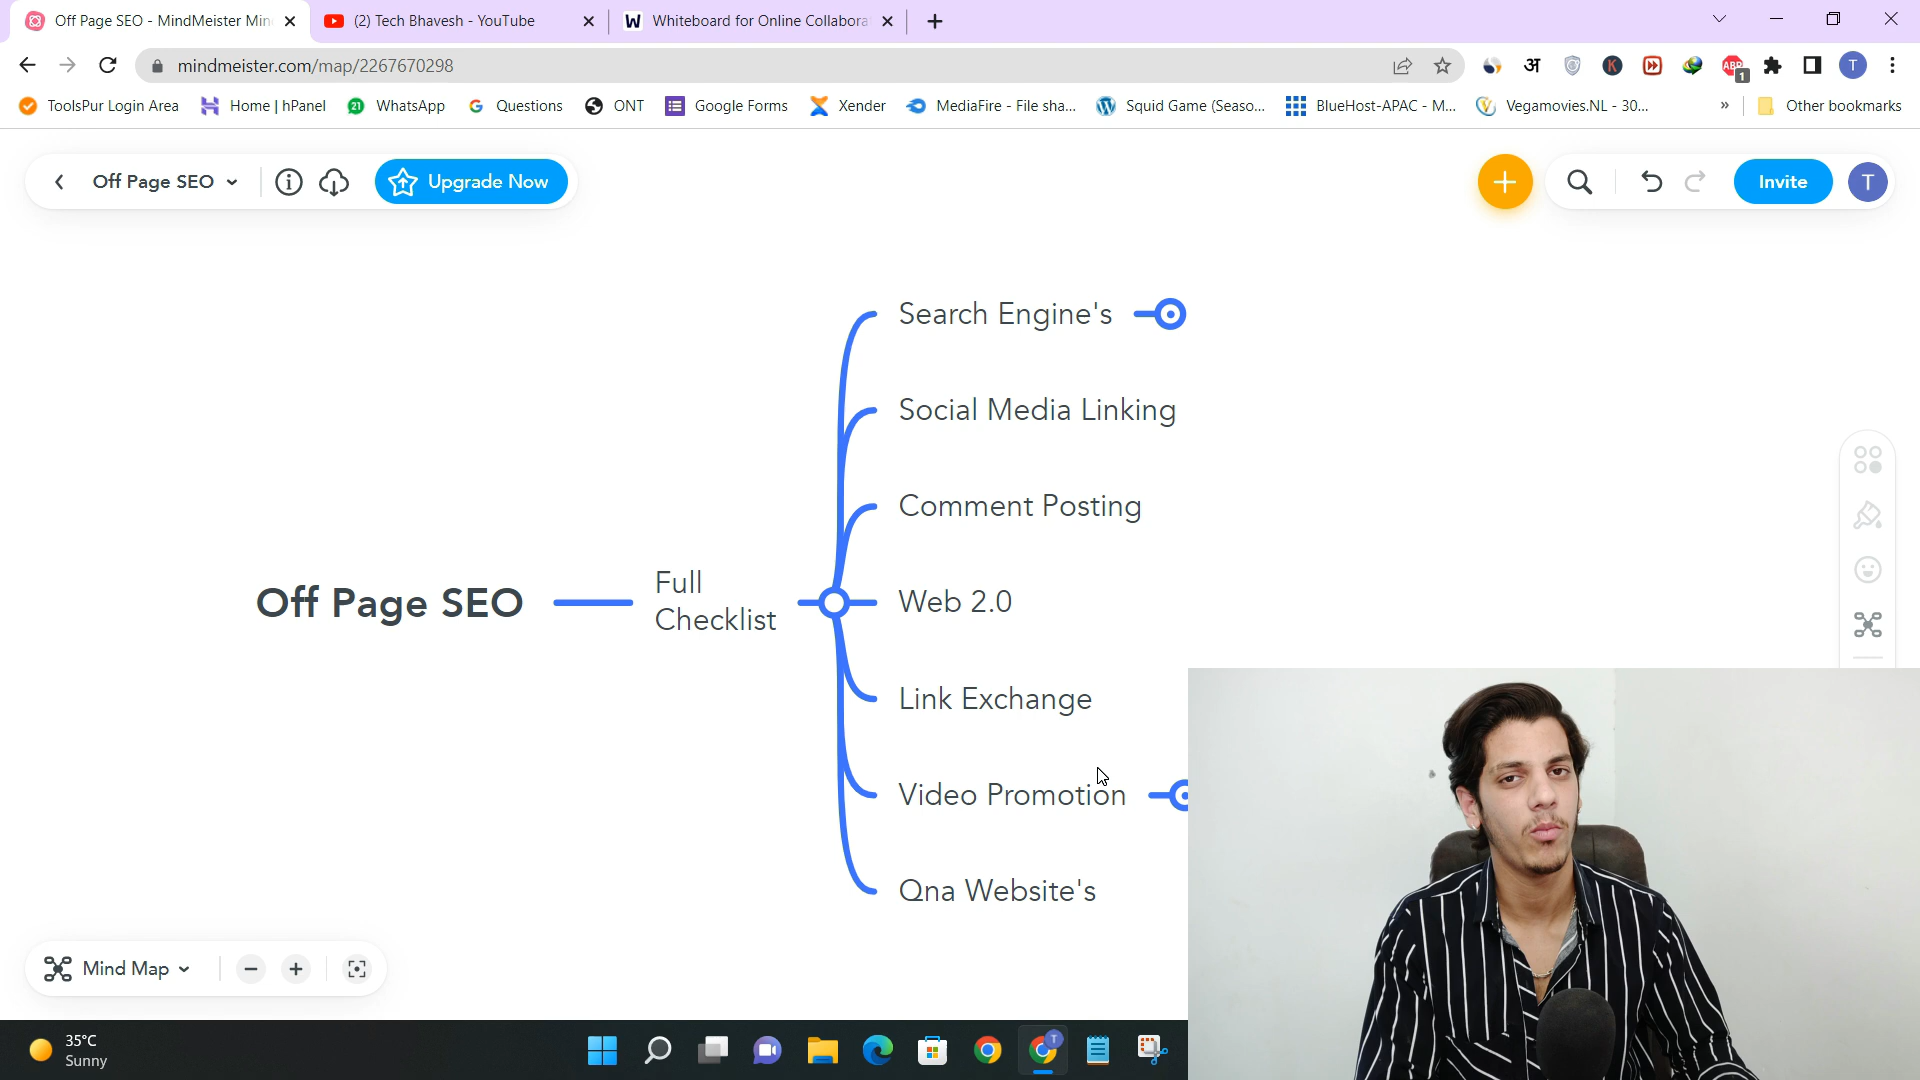 Off Page SEO - MindMeister Min
(2) Tech Bhavesh - YouTube
W Whiteboard for Online Collabora
mindmeister.com/map/2267670298
अ
K
ABP
1
T
ToolsPur Login Area
Home | hPanel
21 WhatsApp
G Questions
ONT
Google Forms
Xender
MediaFire - File sha...
Squid Game (Seaso...
BlueHost-APAC - M...
Vegamovies.NL - 30...
»
Other bookmarks
Off Page SEO
Upgrade Now
Invite
T
Search Engine's
Social Media Linking
Comment Posting
Off Page SEO
Full
Checklist
Web 2.0
Link Exchange
Video Promotion
Qna Website's
Mind Map
35°C
Sunny
T